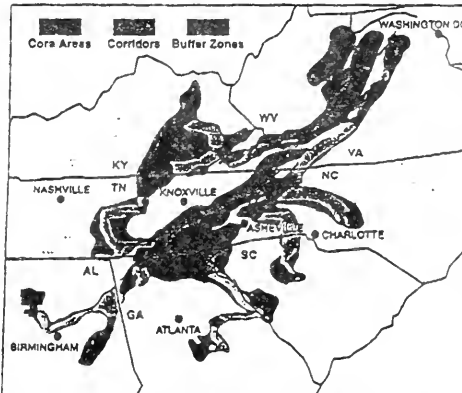 WASHINGTON DC
Cora Areas Corridors Buffer Zones
WV
KY
VA
TN
NC
NASHVILLE
KNOXVILLE
ASHEVILLE
CHARLOTTE
SC
AL
GA
ATLANTA
BIRMINGHAM